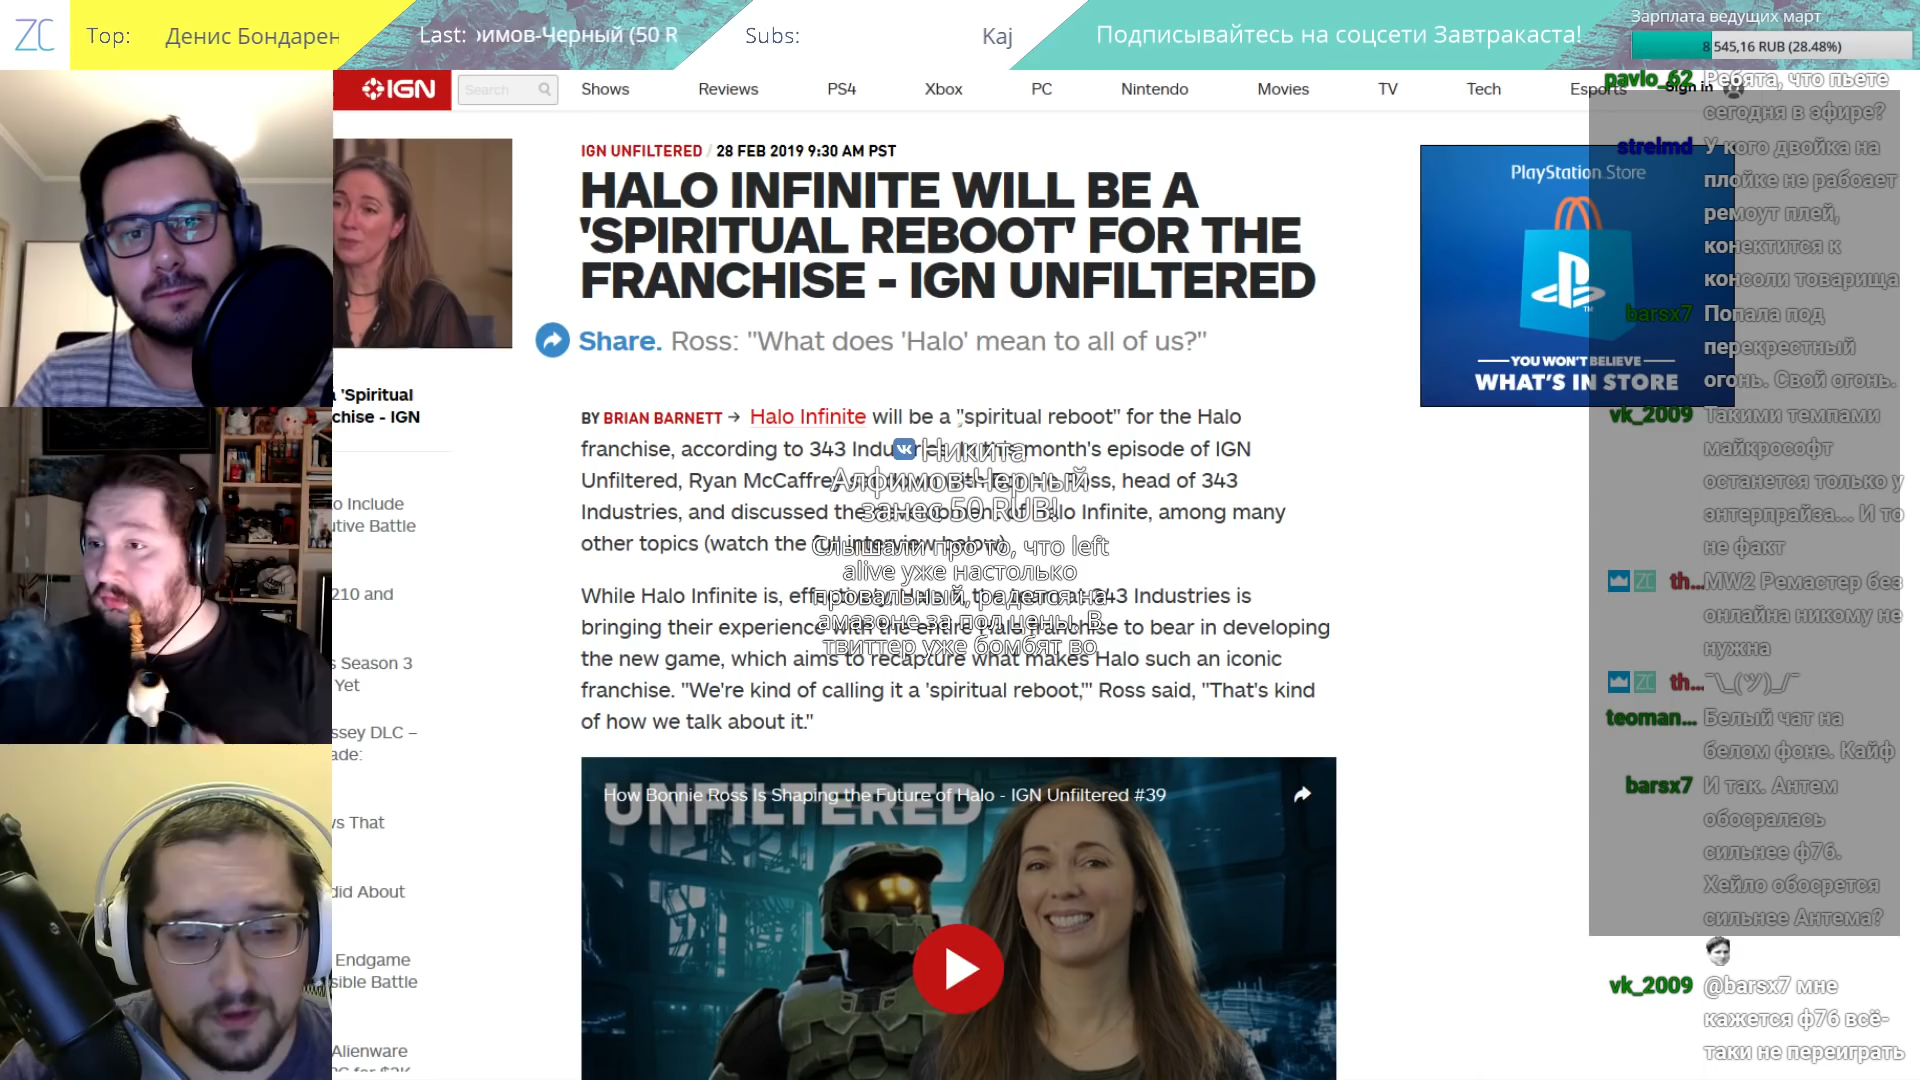 ZC
Top:
Денис Бондарен
Last:
имов-Черный (50 R
Subs:
Kaj
Подписывайтесь на соцсети Завтракаста!
Зарплата ведущих март
8 545,16 RUB (28.48%)
IGN
Search
Shows
Reviews
PS4
Xbox
PC
Nintendo
Movies
TV
Tech
Esports
Sign in
IGN UNFILTERED / 28 FEB 2019 9:30 AM PST
HALO INFINITE WILL BE A
'SPIRITUAL REBOOT' FOR THE
FRANCHISE - IGN UNFILTERED
Share. Ross: "What does 'Halo' mean to all of us?"
BY BRIAN BARNETT → Halo Infinite will be a "spiritual reboot" for the Halo
franchise, according to 343 month's episode of IGN
Unfiltered, Ryan McCaffrey Ross, head of 343
Industries, and discussed the Halo Infinite, among many
other topics (watch the full interview below).
While Halo Infinite is, 343 Industries is
bringing their experience with the entire Halo franchise to bear in developing
the new game, which aims to recapture what makes Halo such an iconic
franchise. "We're kind of calling it a 'spiritual reboot,'" Ross said, "That's kind
of how we talk about it."
Никита
Алфимов-Черный
занес 50 RUB!
Слышали про то, что left
alive уже настолько
провальный, радется на
амазоне за пол цены. В
твиттер уже бомбят во
UNFILTERED
How Bonnie Ross Is Shaping the Future of Halo - IGN Unfiltered #39
'Spiritual
chise - IGN
o Include
utive Battle
210 and
s Season 3
Yet
ssey DLC –
ade:
vs That
did About
Endgame
sible Battle
Alienware
PlayStation Store
YOU WON'T BELIEVE
WHAT'S IN STORE
pavlo_62 Ребята, что пьете
сегодня в эфире?
strelmd У кого двойка на
плойке не рабоает
ремоут плей,
конектится к
консоли товарища
barsx7 Попала под
перекрестный
огонь. Свой огонь.
vk_2009 Такими темпами
майкрософт
останется только у
энтерпрайза... И то
не факт
ZC th... MW2 Ремастер без
онлайна никому не
нужна
ZC th... ¯\_(ツ)_/¯
teoman... Белый чат на
белом фоне. Кайф
barsx7 И так. Антем
обосралась
сильнее ф76.
Хейло обосрется
сильнее Антема?
vk_2009 @barsx7 мне
кажется ф76 всё-
таки не переиграть